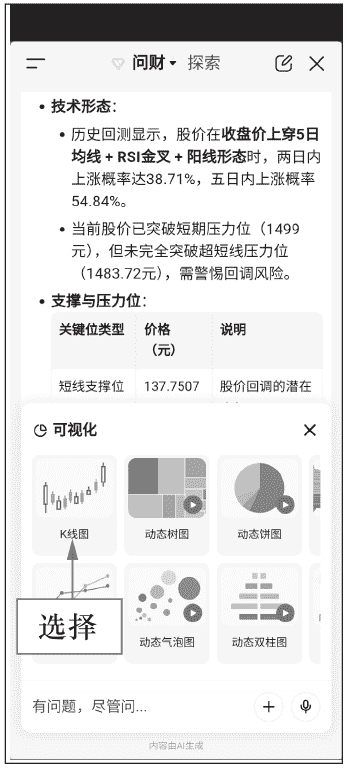 问财 探索
• 技术形态：
• 历史回测显示，股价在收盘价上穿5日
均线 + RSI金叉 + 阳线形态时，两日内
上涨概率达38.71%，五日内上涨概率
54.84%。
• 当前股价已突破短期压力位（1499
元），但未完全突破超短线压力位
（1483.72元），需警惕回调风险。
• 支撑与压力位：
关键位类型 价格 说明
（元）
短线支撑位 137.7507 股价回调的潜在
可视化
K线图 动态树图 动态饼图
选择
动态气泡图 动态双柱图
有问题，尽管问...
内容由AI生成